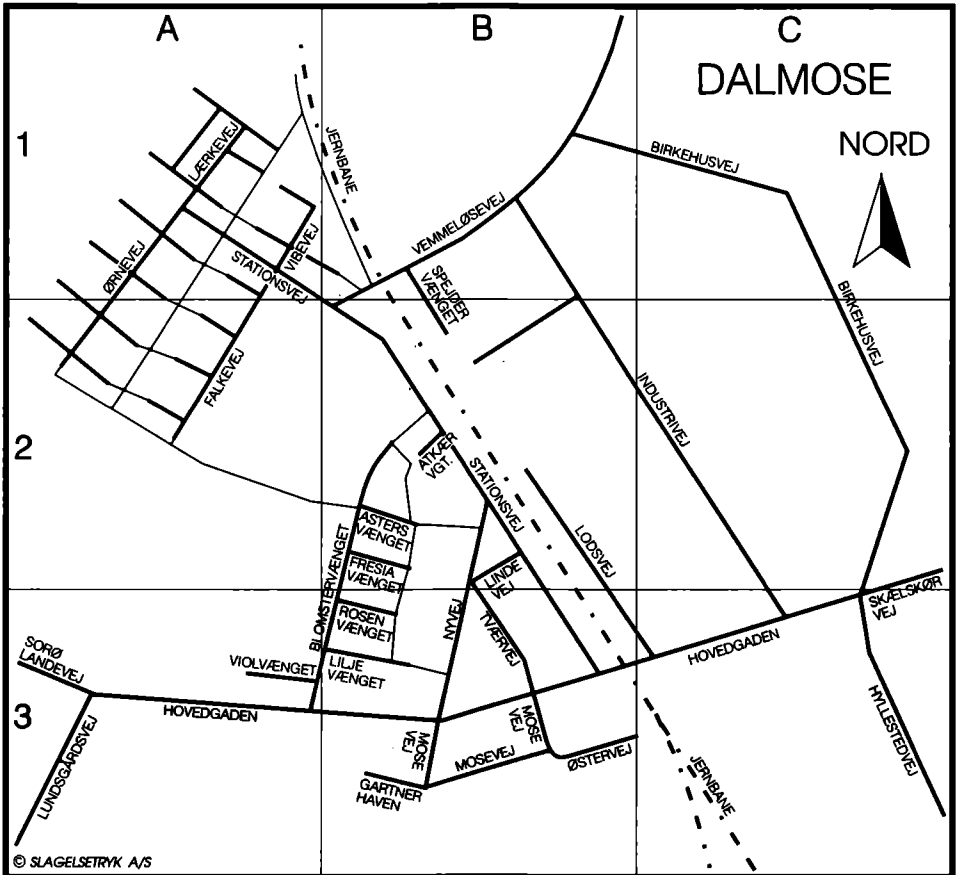 A
B
C
DALMOSE
NORD
1
2
3
JERNBANE
LÆRKEVEJ
BIRKEHUSVEJ
VEMMELØSEVEJ
VIBEVEJ
ØRNEVEJ
STATIONSVEJ
SPEJDER
VÆNGET
BIRKEHUSVEJ
FALKEVEJ
INDUSTRIVEJ
ATKÆR
VGT.
STATIONSVEJ
ASTERS
VÆNGET
LODSVEJ
BLOMSTERVÆNGET
FRESIA
VÆNGET
LINDE
VEJ
ROSEN
VÆNGET
NYVEJ
TVÆRVEJ
SKÆLSKØR
VEJ
SORØ
LANDEVEJ
VIOLVÆNGET
LILJE
VÆNGET
HOVEDGADEN
HOVEDGADEN
MOSE
VEJ
MOSE
VEJ
MOSEVEJ
ØSTERVEJ
HYLLESTEDVEJ
LUNDSGÅRDSVEJ
GARTNER
HAVEN
JERNBANE
© SLAGELSETRYK A/S